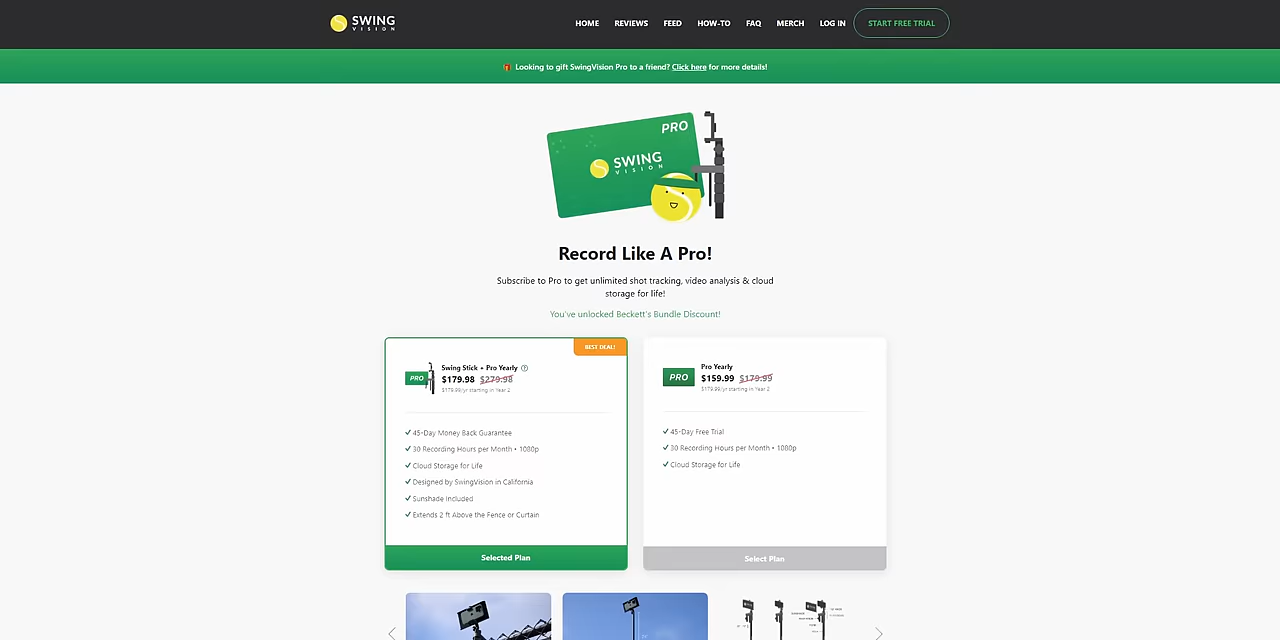 SWING
VISION
HOME REVIEWS FEED HOW-TO FAQ MERCH LOG IN START FREE TRIAL
Looking to gift SwingVision Pro to a friend? Click here for more details!
PRO
SWING
VISION
Record Like A Pro!
Subscribe to Pro to get unlimited shot tracking, video analysis & cloud
storage for life!
You've unlocked Beckett's Bundle Discount!
BEST DEAL!
PRO
Swing Stick + Pro Yearly
$179.98 $279.98
$179.99/yr starting in Year 2
45-Day Money Back Guarantee
30 Recording Hours per Month • 1080p
Cloud Storage for Life
Designed by SwingVision in California
Sunshade Included
Extends 2 ft Above the Fence or Curtain
Selected Plan
PRO
Pro Yearly
$159.99 $179.99
$179.99/yr starting in Year 2
45-Day Free Trial
30 Recording Hours per Month • 1080p
Cloud Storage for Life
Select Plan